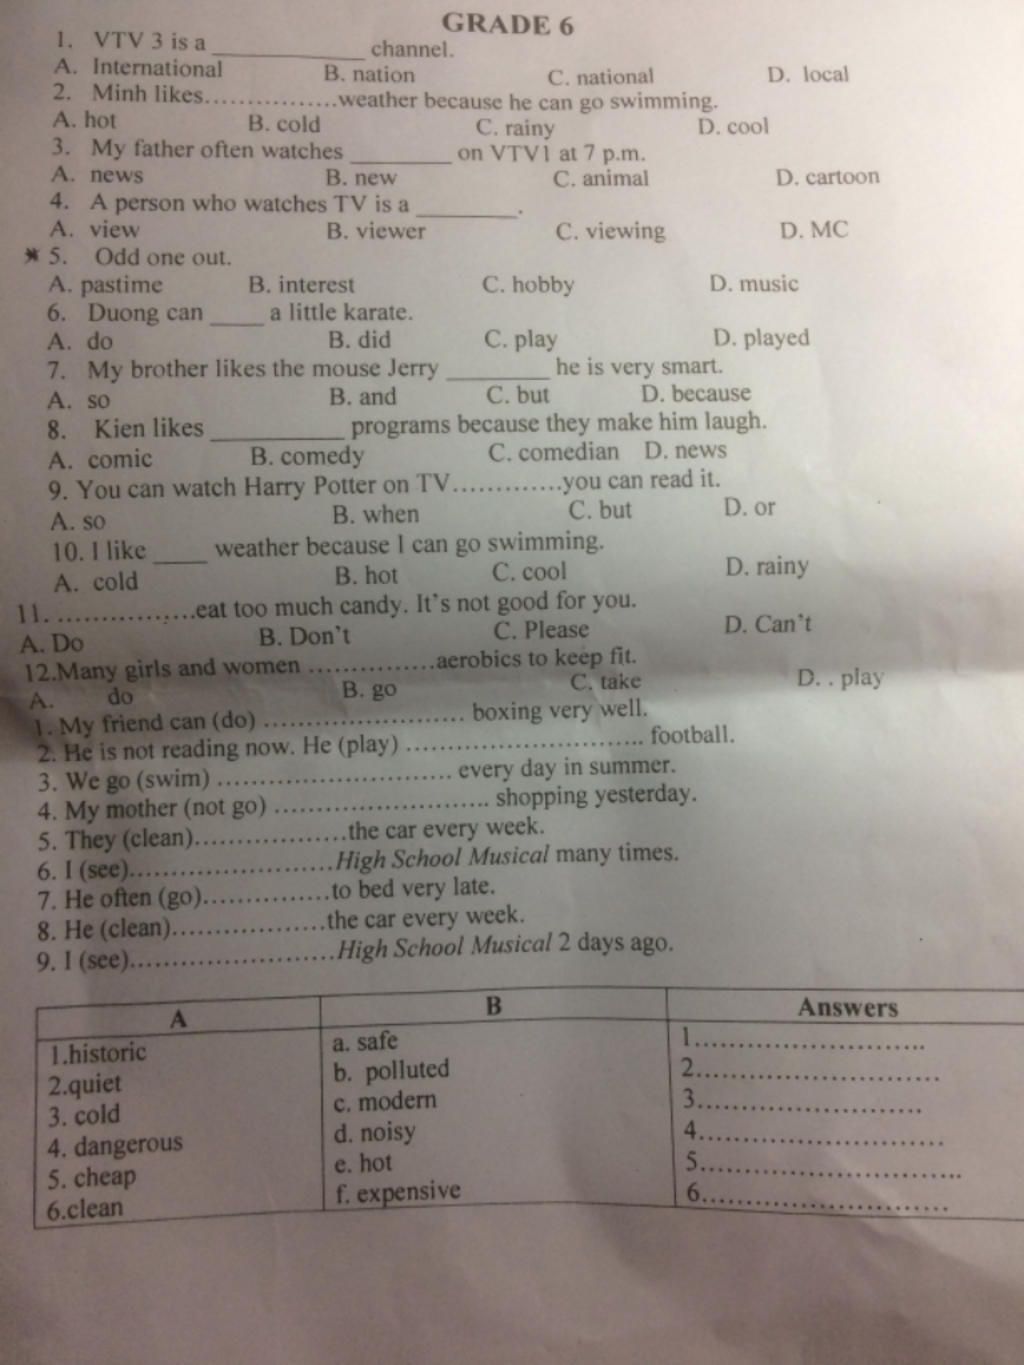 GRADE 6
1. VTV 3 is a ______________ channel.
A. International B. nation C. national D. local
2. Minh likes................weather because he can go swimming.
A. hot B. cold C. rainy D. cool
3. My father often watches _________ on VTV1 at 7 p.m.
A. news B. new C. animal D. cartoon
4. A person who watches TV is a _________.
A. view B. viewer C. viewing D. MC
* 5. Odd one out.
A. pastime B. interest C. hobby D. music
6. Duong can _____ a little karate.
A. do B. did C. play D. played
7. My brother likes the mouse Jerry _________ he is very smart.
A. so B. and C. but D. because
8. Kien likes ____________ programs because they make him laugh.
A. comic B. comedy C. comedian D. news
9. You can watch Harry Potter on TV.............you can read it.
A. so B. when C. but D. or
10. I like _____ weather because I can go swimming.
A. cold B. hot C. cool D. rainy
11. ................eat too much candy. It's not good for you.
A. Do B. Don't C. Please D. Can't
12.Many girls and women ...............aerobics to keep fit.
A. do B. go C. take D. . play
1. My friend can (do) ........................ boxing very well.
2. He is not reading now. He (play) ............................ football.
3. We go (swim) ............................ every day in summer.
4. My mother (not go) .......................... shopping yesterday.
5. They (clean)..................the car every week.
6. I (see)........................High School Musical many times.
7. He often (go)...............to bed very late.
8. He (clean)..................the car every week.
9. I (see)........................High School Musical 2 days ago.
A B Answers
1.historic a. safe 1...........................
2.quiet b. polluted 2.............................
3. cold c. modern 3...........................
4. dangerous d. noisy 4.............................
5. cheap e. hot 5...............................
6.clean f. expensive 6.............................